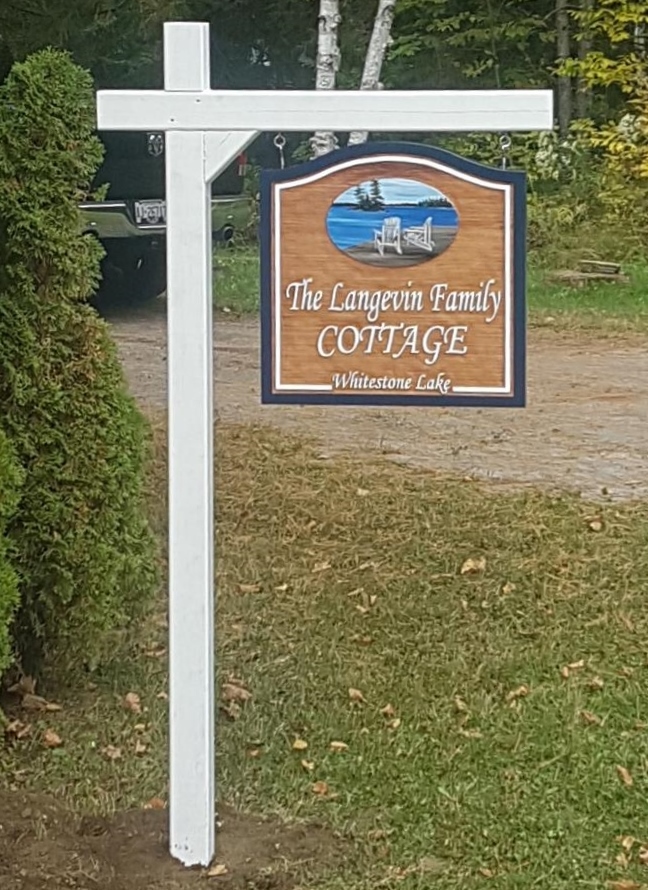 The Langevin Family
COTTAGE
Whitestone Lake